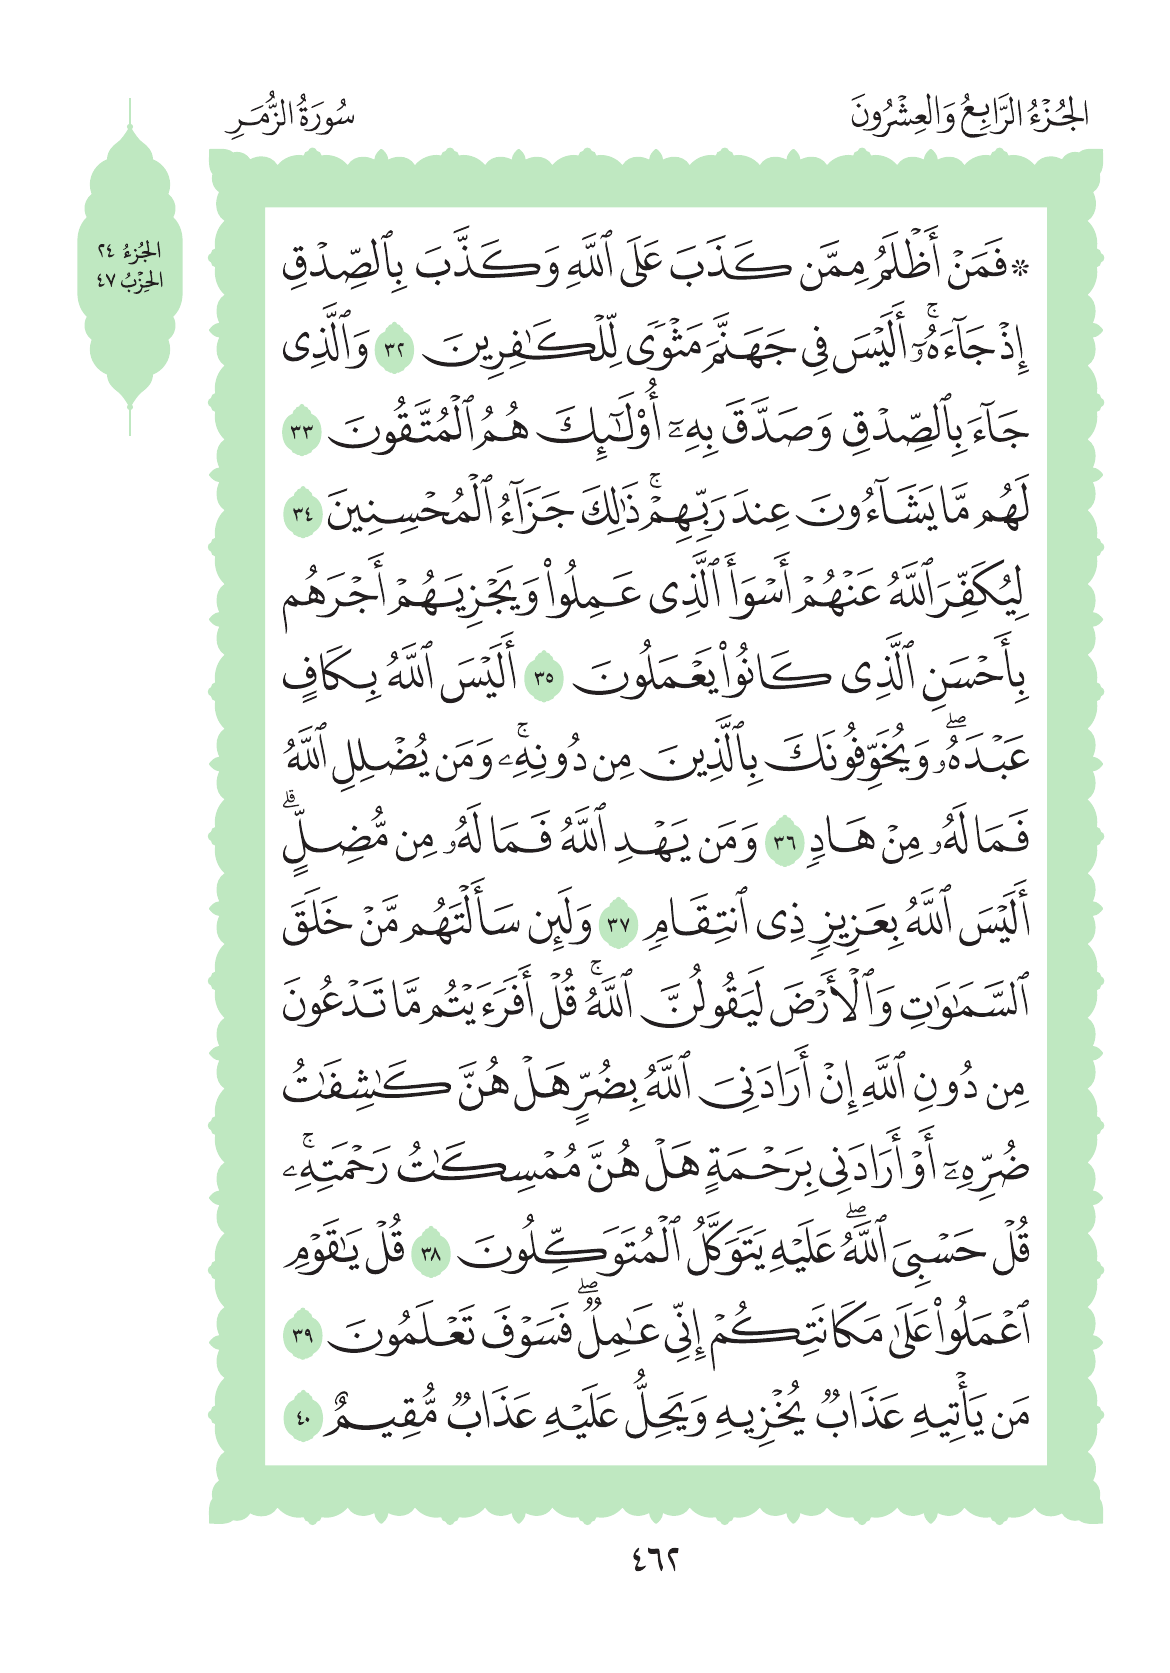 الجُزْءُ الرَّابِعُ وَالعِشْرُونَ
سُورَةُ الزُّمَرِ
الجُزءُ ٢٤
الحِزْبُ ٤٧
۞فَمَنْ أَظْلَمُ مِمَّن كَذَبَ عَلَى ٱللَّهِ وَكَذَّبَ بِٱلصِّدْقِ
إِذْ جَآءَهُۥٓۚ أَلَيْسَ فِى جَهَنَّمَ مَثْوًى لِّلْكَـٰفِرِينَ ٣٢ وَٱلَّذِى
جَآءَ بِٱلصِّدْقِ وَصَدَّقَ بِهِۦٓ أُوْلَـٰٓئِكَ هُمُ ٱلْمُتَّقُونَ ٣٣
لَهُم مَّا يَشَآءُونَ عِندَ رَبِّهِمْۚ ذَٰلِكَ جَزَآءُ ٱلْمُحْسِنِينَ ٣٤
لِيُكَفِّرَ ٱللَّهُ عَنْهُمْ أَسْوَأَ ٱلَّذِى عَمِلُوا۟ وَيَجْزِيَهُمْ أَجْرَهُم
بِأَحْسَنِ ٱلَّذِى كَانُوا۟ يَعْمَلُونَ ٣٥ أَلَيْسَ ٱللَّهُ بِكَافٍ
عَبْدَهُۥۖ وَيُخَوِّفُونَكَ بِٱلَّذِينَ مِن دُونِهِۦۚ وَمَن يُضْلِلِ ٱللَّهُ
فَمَا لَهُۥ مِنْ هَادٍ ٣٦ وَمَن يَهْدِ ٱللَّهُ فَمَا لَهُۥ مِن مُّضِلٍّۗ
أَلَيْسَ ٱللَّهُ بِعَزِيزٍ ذِى ٱنتِقَامٍ ٣٧ وَلَئِن سَأَلْتَهُم مَّنْ خَلَقَ
ٱلسَّمَـٰوَٰتِ وَٱلْأَرْضَ لَيَقُولُنَّ ٱللَّهُۚ قُلْ أَفَرَءَيْتُم مَّا تَدْعُونَ
مِن دُونِ ٱللَّهِ إِنْ أَرَادَنِىَ ٱللَّهُ بِضُرٍّ هَلْ هُنَّ كَـٰشِفَـٰتُ
ضُرِّهِۦٓ أَوْ أَرَادَنِى بِرَحْمَةٍ هَلْ هُنَّ مُمْسِكَـٰتُ رَحْمَتِهِۦۚ
قُلْ حَسْبِىَ ٱللَّهُۖ عَلَيْهِ يَتَوَكَّلُ ٱلْمُتَوَكِّلُونَ ٣٨ قُلْ يَـٰقَوْمِ
ٱعْمَلُوا۟ عَلَىٰ مَكَانَتِكُمْ إِنِّى عَـٰمِلٌۖ فَسَوْفَ تَعْلَمُونَ ٣٩
مَن يَأْتِيهِ عَذَابٌ يُخْزِيهِ وَيَحِلُّ عَلَيْهِ عَذَابٌ مُّقِيمٌ ٤٠
٤٦٢